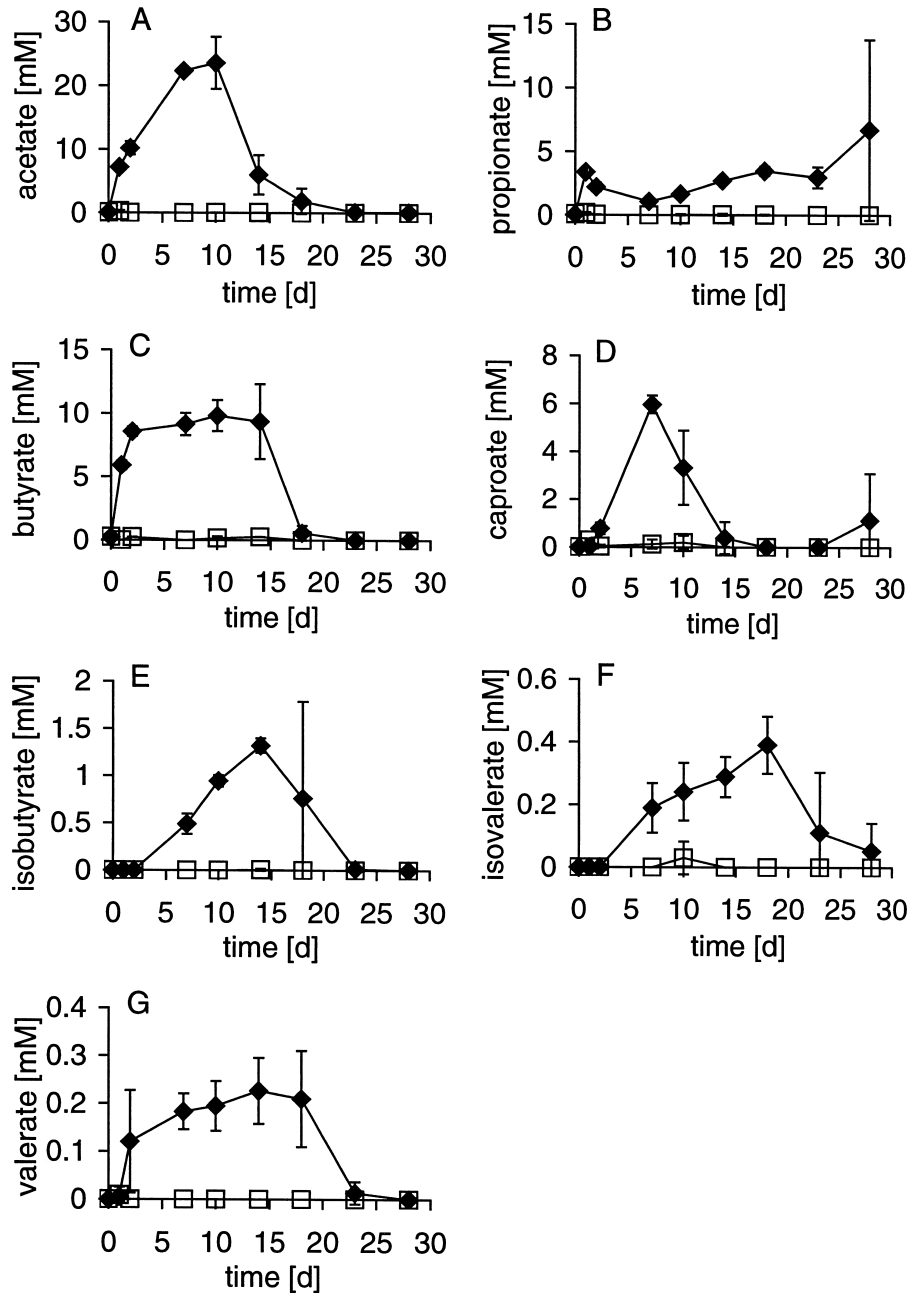 A
acetate [mM]
30
20
10
0
0 5 10 15 20 25 30
time [d]
B
propionate [mM]
15
10
5
0
0 5 10 15 20 25 30
time [d]
C
butyrate [mM]
15
10
5
0
0 5 10 15 20 25 30
time [d]
D
caproate [mM]
8
6
4
2
0
0 5 10 15 20 25 30
time [d]
E
isobutyrate [mM]
2
1.5
1
0.5
0
0 5 10 15 20 25 30
time [d]
F
isovalerate [mM]
0.6
0.4
0.2
0
0 5 10 15 20 25 30
time [d]
G
valerate [mM]
0.4
0.3
0.2
0.1
0
0 5 10 15 20 25 30
time [d]